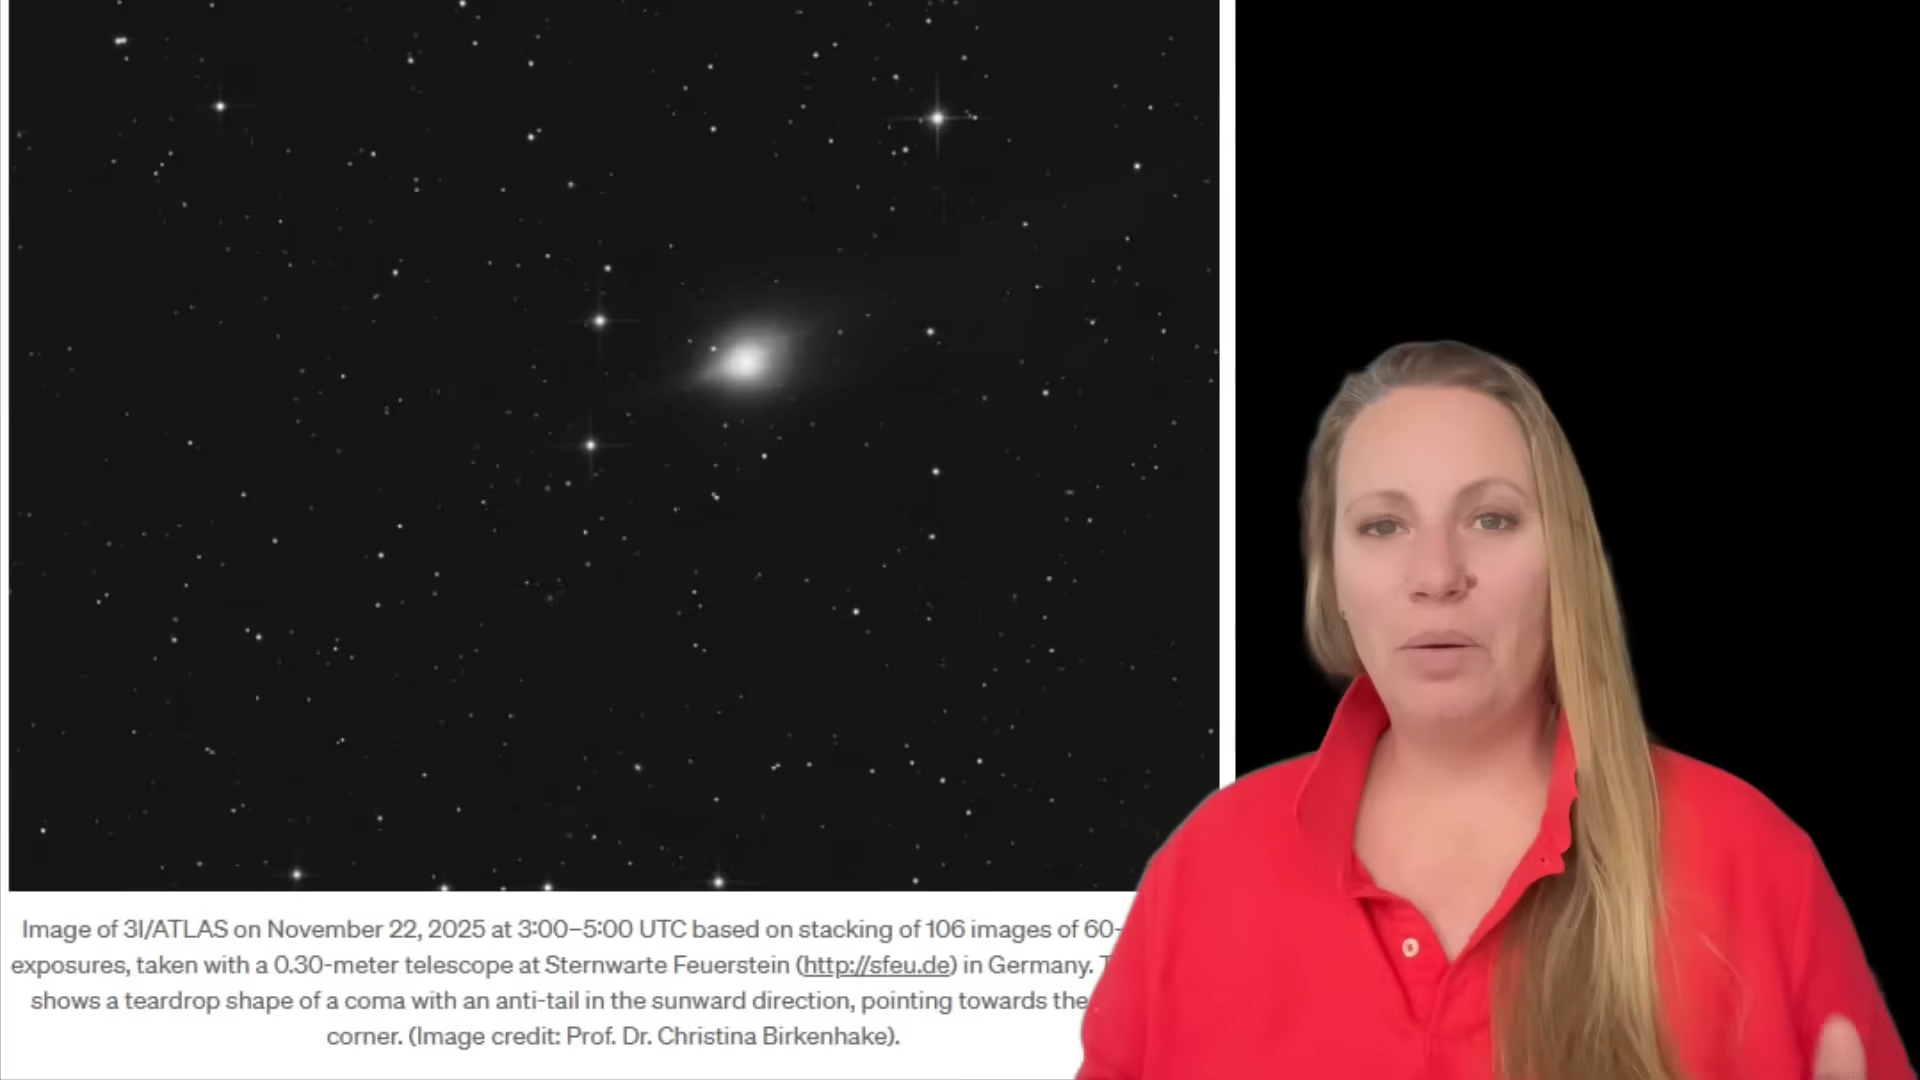 Image of 3I/ATLAS on November 22, 2025 at 3:00–5:00 UTC based on stacking of 106 images of 60-
exposures, taken with a 0.30-meter telescope at Sternwarte Feuerstein (http://sfeu.de) in Germany.
shows a teardrop shape of a coma with an anti-tail in the sunward direction, pointing towards the
corner. (Image credit: Prof. Dr. Christina Birkenhake).